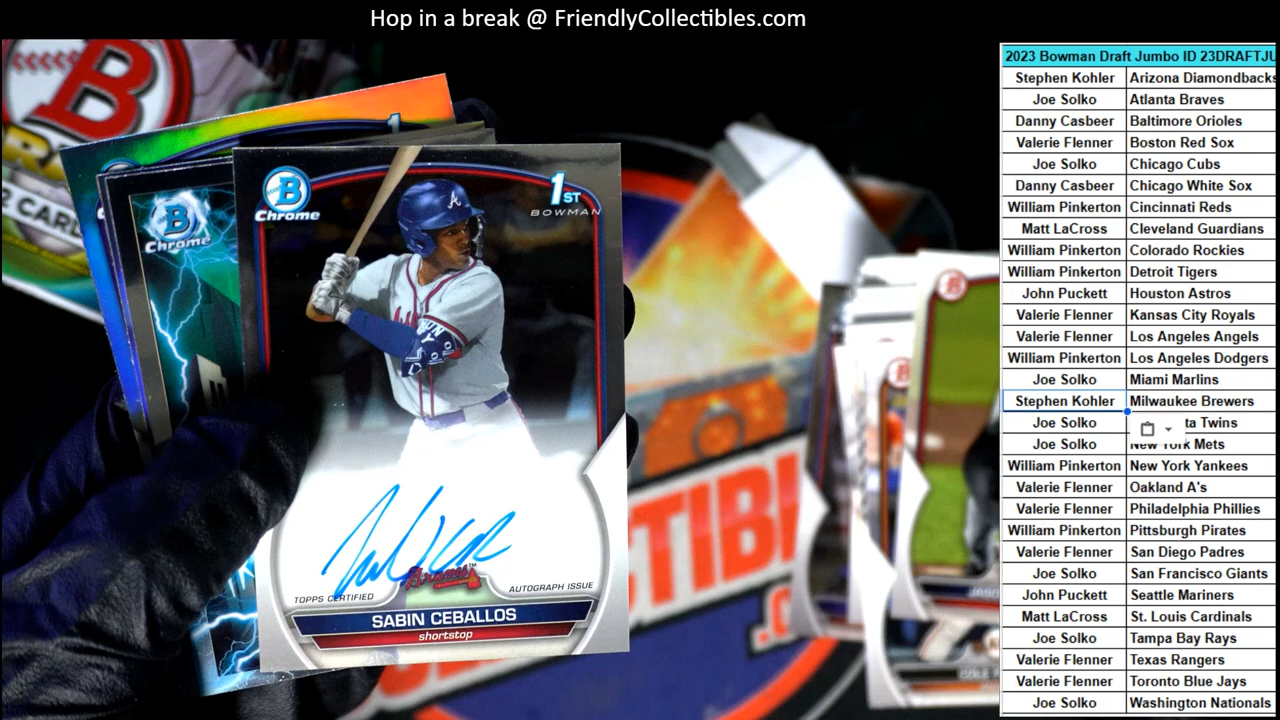 Hop in a break @ FriendlyCollectibles.com
2 CAR
B
Chrome
B
Chrome
1ST
BOWMAN
Braves
TOPPS CERTIFIED
AUTOGRAPH ISSUE
SABIN CEBALLOS
shortstop
CTIBL
2023 Bowman Draft Jumbo ID 23DRAFTJU
Stephen Kohler Arizona Diamondbacks
Joe Solko Atlanta Braves
Danny Casbeer Baltimore Orioles
Valerie Flenner Boston Red Sox
Joe Solko Chicago Cubs
Danny Casbeer Chicago White Sox
William Pinkerton Cincinnati Reds
Matt LaCross Cleveland Guardians
William Pinkerton Colorado Rockies
William Pinkerton Detroit Tigers
John Puckett Houston Astros
Valerie Flenner Kansas City Royals
Valerie Flenner Los Angeles Angels
William Pinkerton Los Angeles Dodgers
Joe Solko Miami Marlins
Stephen Kohler Milwaukee Brewers
Joe Solko ta Twins
Joe Solko New York Mets
William Pinkerton New York Yankees
Valerie Flenner Oakland A's
Valerie Flenner Philadelphia Phillies
William Pinkerton Pittsburgh Pirates
Valerie Flenner San Diego Padres
Joe Solko San Francisco Giants
John Puckett Seattle Mariners
Matt LaCross St. Louis Cardinals
Joe Solko Tampa Bay Rays
Valerie Flenner Texas Rangers
Valerie Flenner Toronto Blue Jays
Joe Solko Washington Nationals